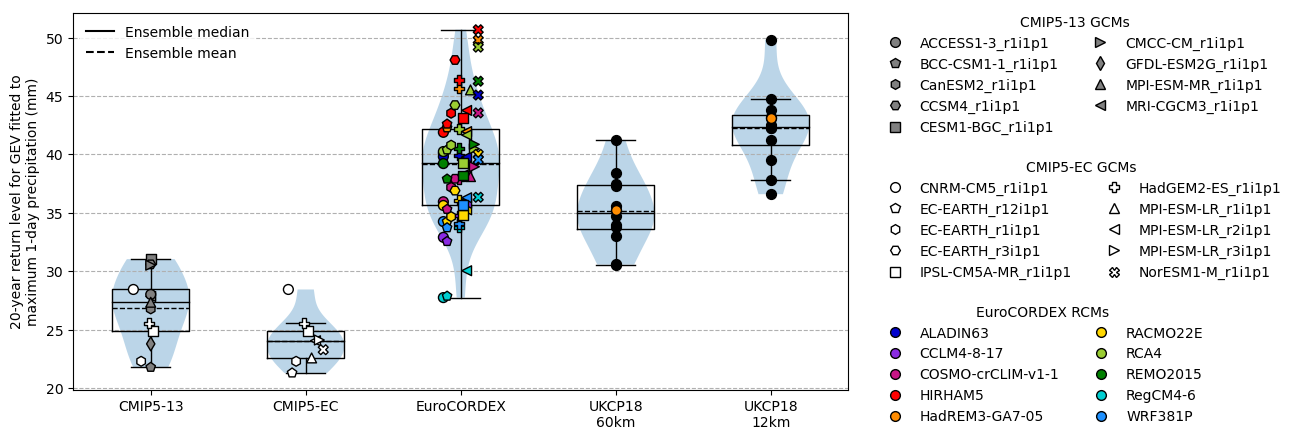 20-year return level for GEV fitted to
maximum 1-day precipitation (mm)
50
45
40
35
30
25
20
Ensemble median
Ensemble mean
CMIP5-13
CMIP5-EC
EuroCORDEX
UKCP18
60km
UKCP18
12km
CMIP5-13 GCMs
ACCESS1-3_r1i1p1
BCC-CSM1-1_r1i1p1
CanESM2_r1i1p1
CCSM4_r1i1p1
CESM1-BGC_r1i1p1
CMCC-CM_r1i1p1
GFDL-ESM2G_r1i1p1
MPI-ESM-MR_r1i1p1
MRI-CGCM3_r1i1p1
CMIP5-EC GCMs
CNRM-CM5_r1i1p1
EC-EARTH_r12i1p1
EC-EARTH_r1i1p1
EC-EARTH_r3i1p1
IPSL-CM5A-MR_r1i1p1
HadGEM2-ES_r1i1p1
MPI-ESM-LR_r1i1p1
MPI-ESM-LR_r2i1p1
MPI-ESM-LR_r3i1p1
NorESM1-M_r1i1p1
EuroCORDEX RCMs
ALADIN63
CCLM4-8-17
COSMO-crCLIM-v1-1
HIRHAM5
HadREM3-GA7-05
RACMO22E
RCA4
REMO2015
RegCM4-6
WRF381P